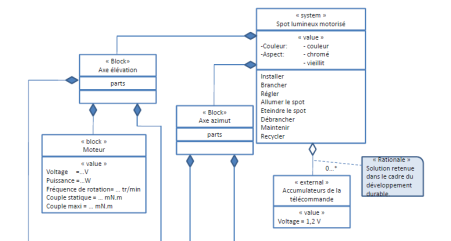 « system »
Spot lumineux motorisé
« value »
-Couleur: - couleur
-Aspect: - chromé
- vieillit
Installer
Brancher
Régler
Allumer le spot
Eteindre le spot
Débrancher
Maintenir
Recycler
« Block»
Axe élévation
parts
« Block»
Axe azimut
parts
« block »
Moteur
« value »
Voltage =...V
Puissance =...W
Fréquence de rotation= ... tr/min
Couple statique = ... mN.m
Couple maxi = ... mN.m
0...*
« Rationale »
Solution retenue
dans le cadre du
développement
durable.
« external »
Accumulateurs de la
télécommande
« value »
Voltage = 1,2 V